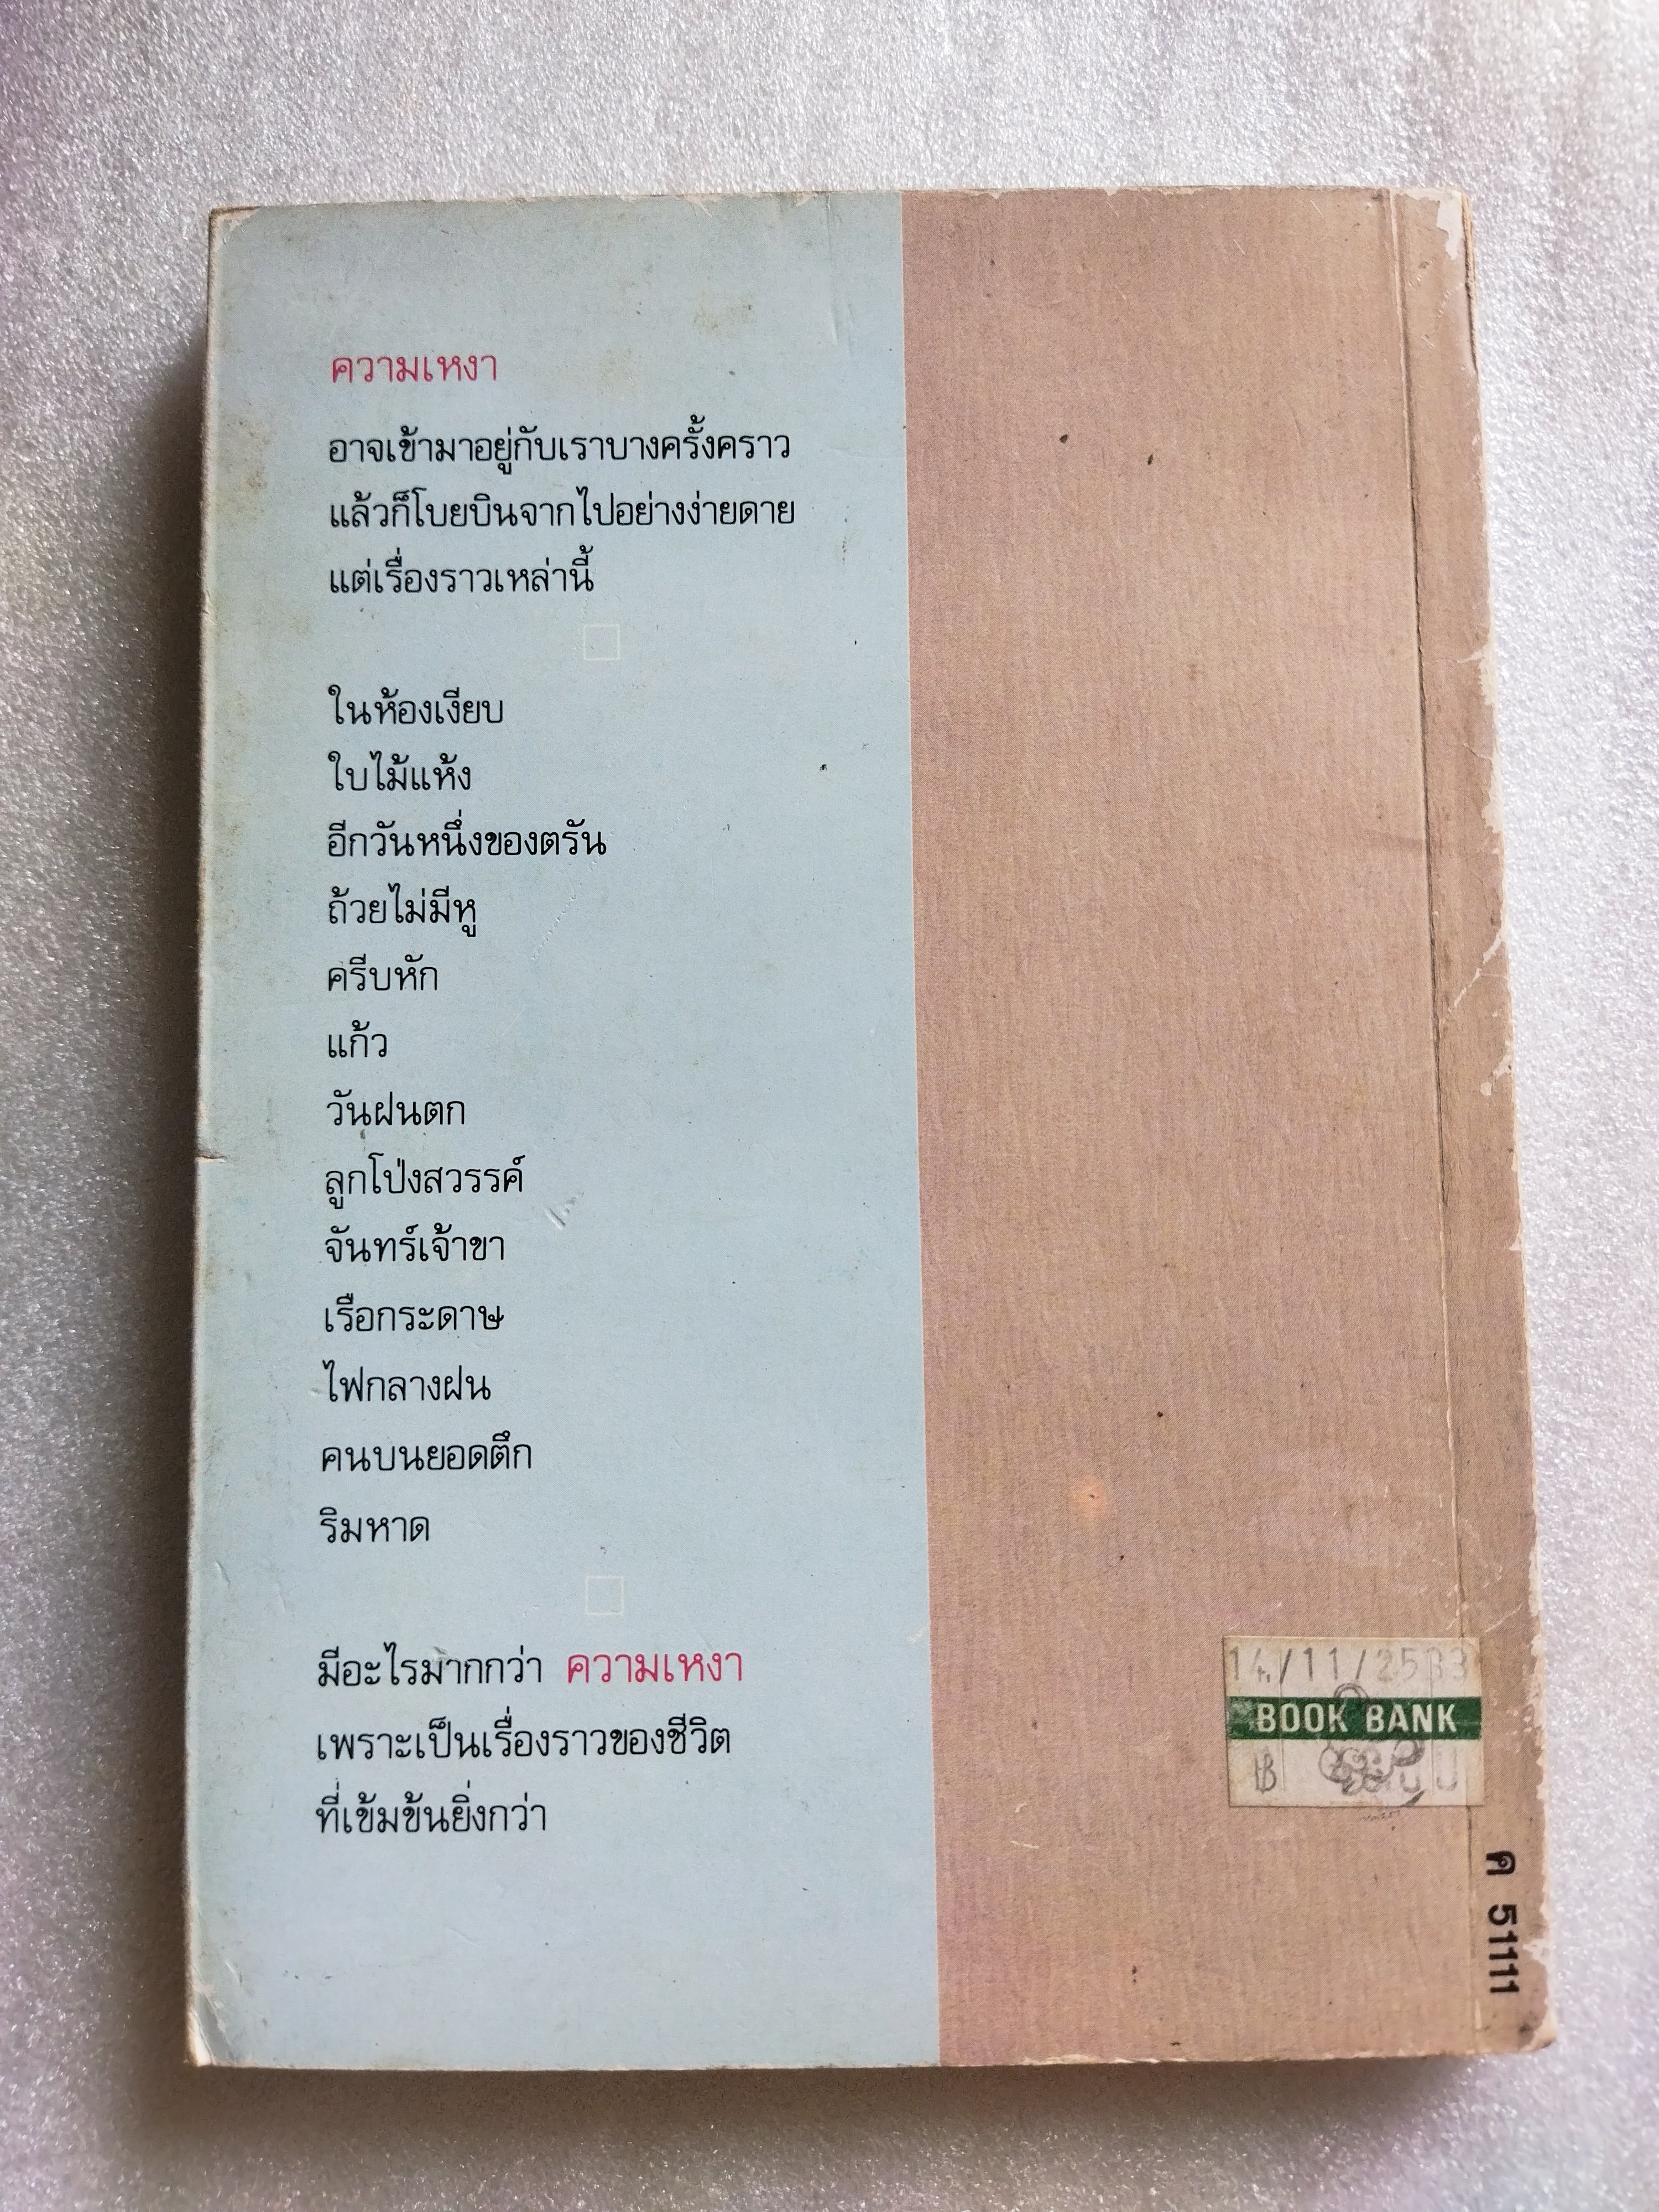 ความเหงา
อาจเข้ามาอยู่กับเราบางครั้งคราว
แล้วก็โบยบินจากไปอย่างง่ายดาย
แต่เรื่องราวเหล่านี้
ในห้องเงียบ
ใบไม้แห้ง
อีกวันหนึ่งของตรัน
ถ้วยไม่มีหู
ครีบหัก
แก้ว
วันฝนตก
ลูกโป่งสวรรค์
จันทร์เจ้าขา
เรือกระดาษ
ไฟกลางฝน
คนบนยอดตึก
ริมหาด
มีอะไรมากกว่า ความเหงา
เพราะเป็นเรื่องราวของชีวิต
ที่เข้มข้นยิ่งกว่า
14/11/2533
BOOK BANK
฿
ค 51111